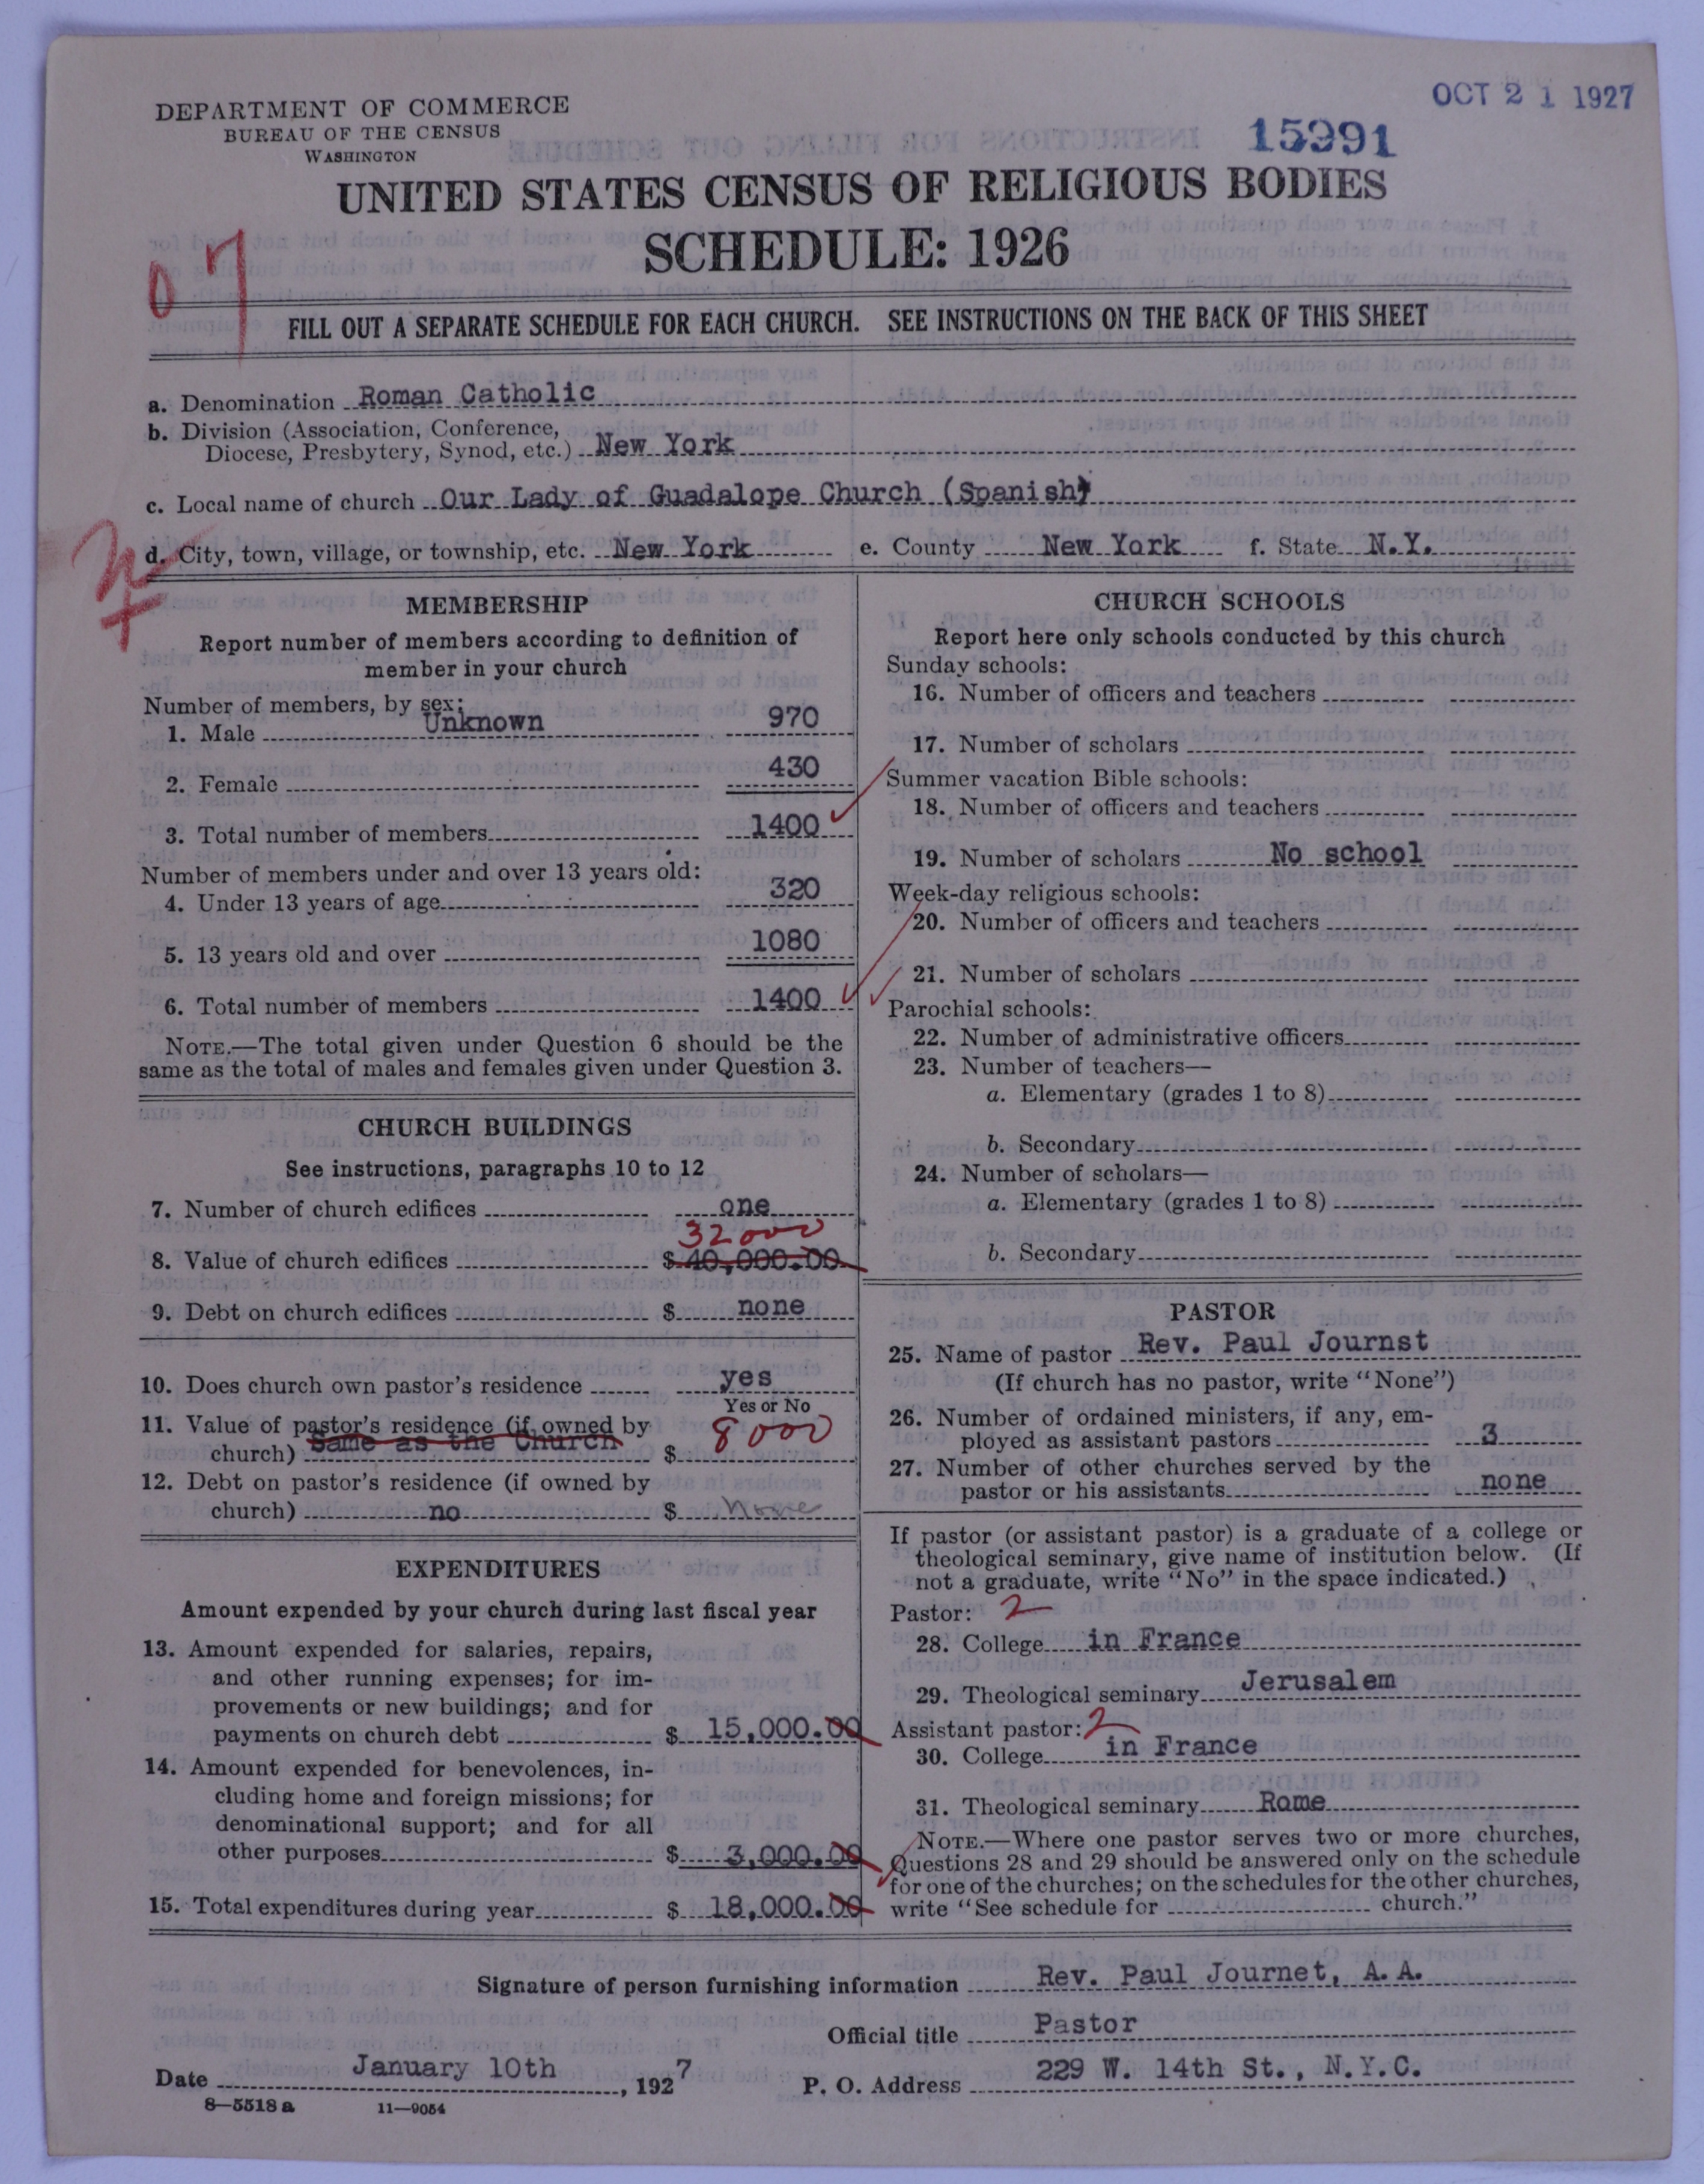 OCT 21 1927
15991
DEPARTMENT OF COMMERCE
BUREAU OF THE CENSUS
WASHINGTON
UNITED STATES CENSUS OF RELIGIOUS BODIES
SCHEDULE: 1926
07
FILL OUT A SEPARATE SCHEDULE FOR EACH CHURCH. SEE INSTRUCTIONS ON THE BACK OF THIS SHEET
a. Denomination Roman Catholic
b. Division (Association, Conference,
Diocese, Presbytery, Synod, etc.) New York
c. Local name of church Our Lady of Guadalope Church (Spanish)
d. City, town, village, or township, etc. New York e. County New York f. State N.Y.
MEMBERSHIP
Report number of members according to definition of
member in your church
Number of members, by sex:
1. Male Unknown 970
2. Female 430
3. Total number of members 1400
Number of members under and over 13 years old:
4. Under 13 years of age 320
5. 13 years old and over 1080
6. Total number of members 1400
NOTE.—The total given under Question 6 should be the
same as the total of males and females given under Question 3.
CHURCH BUILDINGS
See instructions, paragraphs 10 to 12
7. Number of church edifices one
32000
8. Value of church edifices $ 40,000.00
9. Debt on church edifices $ none
10. Does church own pastor's residence yes
Yes or No
11. Value of pastor's residence (if owned by
church) Same as the Church $ 8000
12. Debt on pastor's residence (if owned by
church) no $ None
EXPENDITURES
Amount expended by your church during last fiscal year
13. Amount expended for salaries, repairs,
and other running expenses; for im-
provements or new buildings; and for
payments on church debt $ 15,000.00
14. Amount expended for benevolences, in-
cluding home and foreign missions; for
denominational support; and for all
other purposes $ 3,000.00
15. Total expenditures during year $ 18,000.00
CHURCH SCHOOLS
Report here only schools conducted by this church
Sunday schools:
16. Number of officers and teachers
17. Number of scholars
Summer vacation Bible schools:
18. Number of officers and teachers
19. Number of scholars No school
Week-day religious schools:
20. Number of officers and teachers
21. Number of scholars
Parochial schools:
22. Number of administrative officers
23. Number of teachers—
a. Elementary (grades 1 to 8)
b. Secondary
24. Number of scholars—
a. Elementary (grades 1 to 8)
b. Secondary
PASTOR
25. Name of pastor Rev. Paul Journst
(If church has no pastor, write "None")
26. Number of ordained ministers, if any, em-
ployed as assistant pastors 3
27. Number of other churches served by the
pastor or his assistants none
If pastor (or assistant pastor) is a graduate of a college or
theological seminary, give name of institution below. (If
not a graduate, write "No" in the space indicated.)
Pastor: 2
28. College in France
29. Theological seminary Jerusalem
Assistant pastor: 2
30. College in France
31. Theological seminary Rome
NOTE.—Where one pastor serves two or more churches,
Questions 28 and 29 should be answered only on the schedule
for one of the churches; on the schedules for the other churches,
write "See schedule for church."
Signature of person furnishing information Rev. Paul Journet, A.A.
Official title Pastor
Date January 10th, 1927 P. O. Address 229 W. 14th St., N.Y.C.
8—5518 a 11—9054